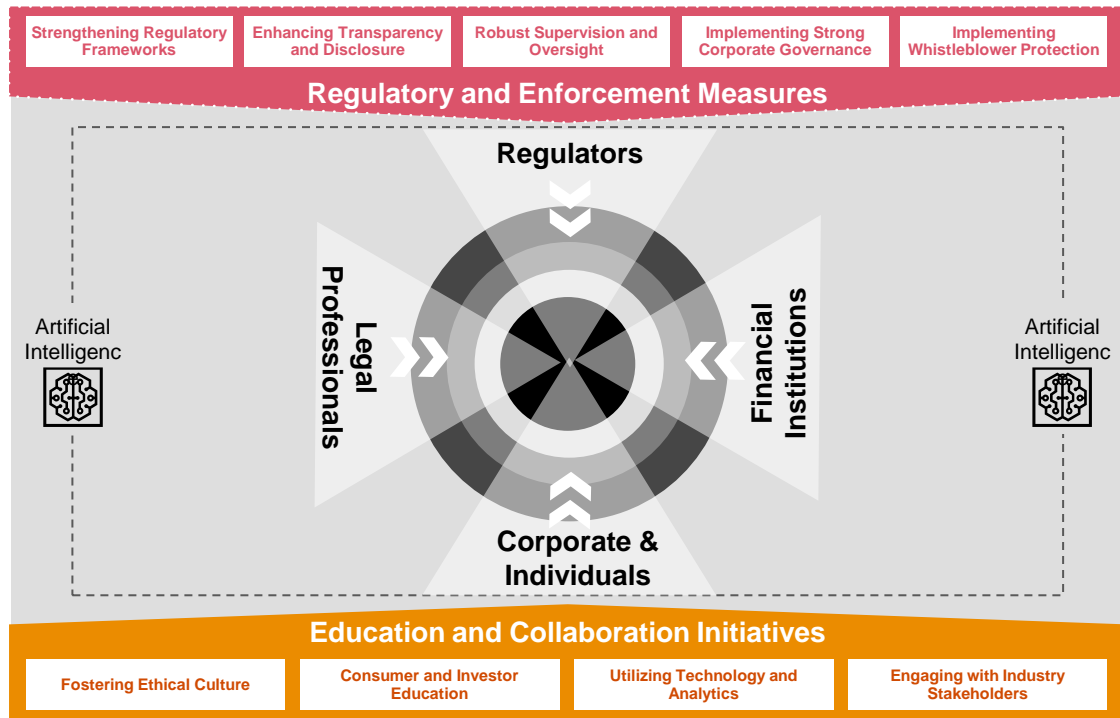 Strengthening Regulatory
Frameworks
Enhancing Transparency
and Disclosure
Robust Supervision and
Oversight
Implementing Strong
Corporate Governance
Implementing
Whistleblower Protection
Regulatory and Enforcement Measures
Regulators
Legal
Professionals
Financial
Institutions
Artificial
Intelligenc
Artificial
Intelligenc
Corporate &
Individuals
Education and Collaboration Initiatives
Fostering Ethical Culture
Consumer and Investor
Education
Utilizing Technology and
Analytics
Engaging with Industry
Stakeholders